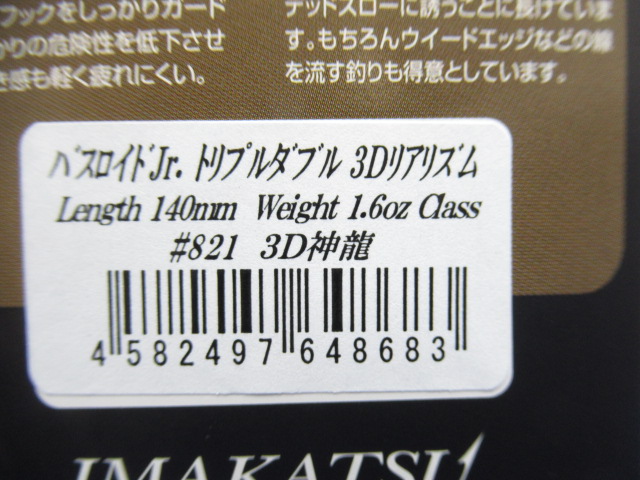 フックをしっかりガード
かりの危険性を低下させ
き感も軽く疲れにくい。
デッドスローに誘うことに長けていま
す。もちろんウイードエッジなどの線
を流す釣りも得意としています。
バスロイドJr. トリプルダブル 3Dリアリズム
Length 140mm Weight 1.6oz Class
#821 3D神龍
4 582497 648683
IMAKATSU